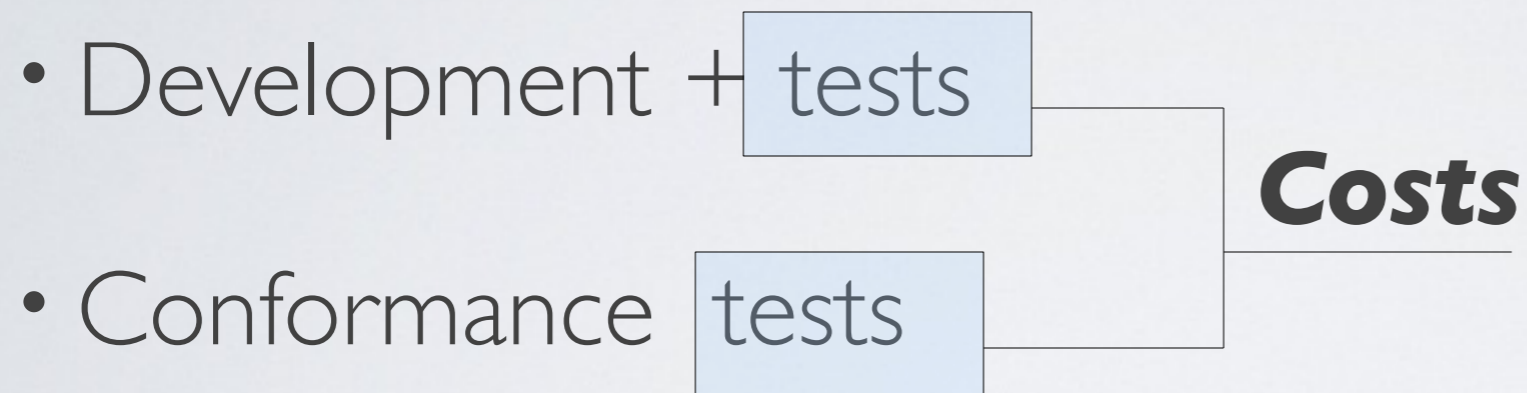 • Development + tests
Costs
• Conformance tests